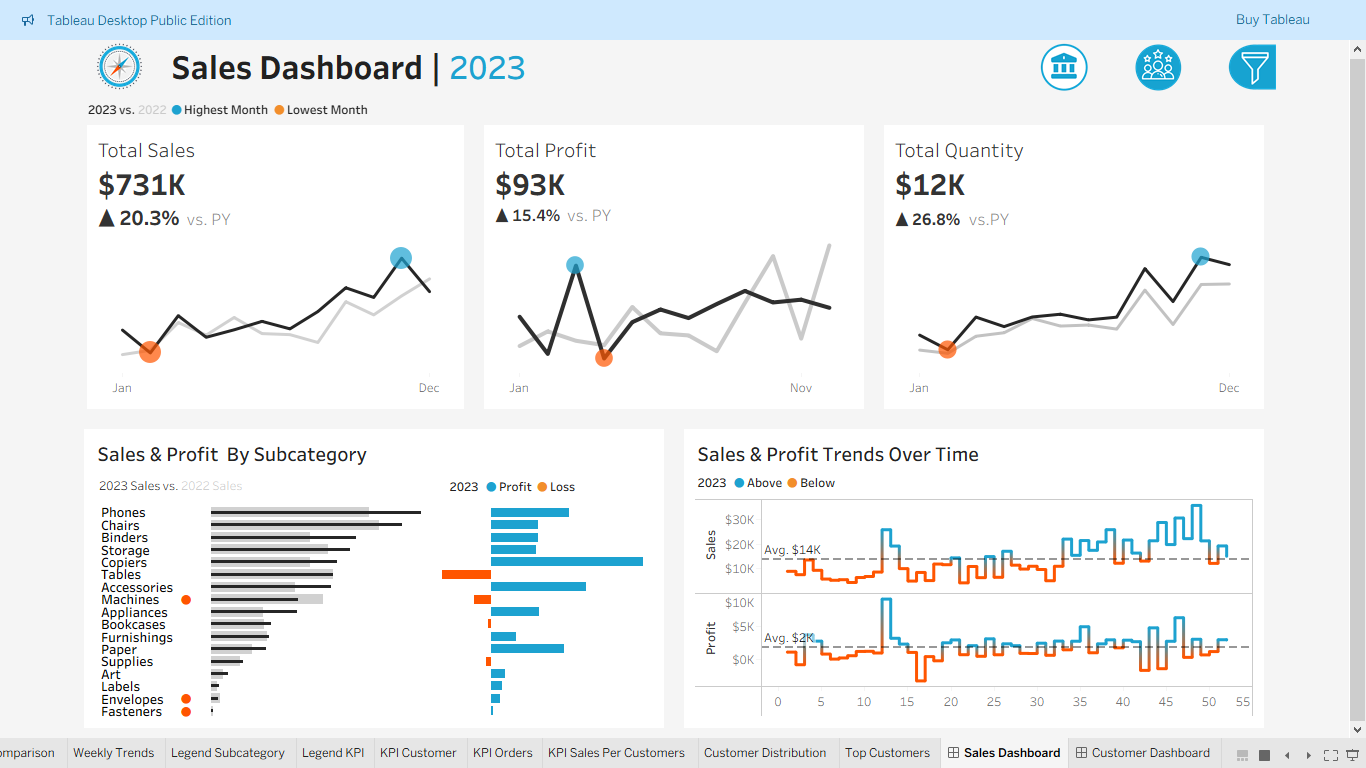 Tableau Desktop Public Edition
Buy Tableau
Sales Dashboard | 2023
2023 vs. 2022 Highest Month Lowest Month
Total Sales
$731K
▲ 20.3% vs. PY
Jan Dec
Total Profit
$93K
▲ 15.4% vs. PY
Jan Nov
Total Quantity
$12K
▲ 26.8% vs.PY
Jan Dec
Sales & Profit By Subcategory
2023 Sales vs. 2022 Sales
2023 Profit Loss
Phones
Chairs
Binders
Storage
Copiers
Tables
Accessories
Machines
Appliances
Bookcases
Furnishings
Paper
Supplies
Art
Labels
Envelopes
Fasteners
Sales & Profit Trends Over Time
2023 Above Below
Sales
$30K
$20K
$10K
Avg. $14K
Profit
$10K
$5K
$0K
Avg. $2K
0 5 10 15 20 25 30 35 40 45 50 55
omparison Weekly Trends Legend Subcategory Legend KPI KPI Customer KPI Orders KPI Sales Per Customers Customer Distribution Top Customers Sales Dashboard Customer Dashboard